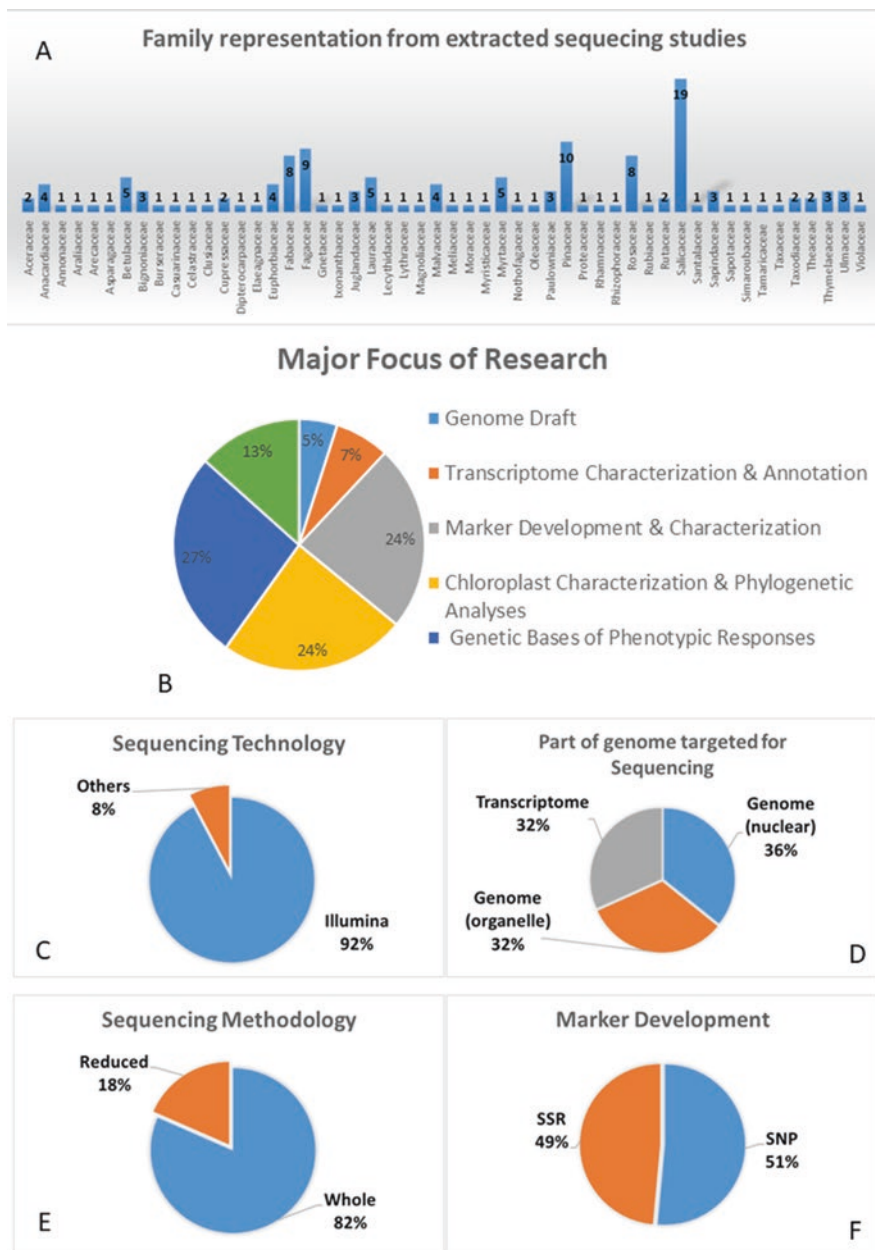 A
Family representation from extracted sequecing studies
2 4 1 1 1 1 5 3 1 1 1 1 2 1 1 4 8 9 1 1 3 5 1 1 1 4 1 1 1 5 1 1 3 10 1 1 1 8 1 2 19 1 3 1 1 1 1 2 2 3 3 1
Aceraceae
Anacardiaceae
Annonaceae
Araliaceae
Arecaceae
Asparagaceae
Betulaceae
Bignoniaceae
Burseraceae
Casuarinaceae
Celastraceae
Clusiaceae
Cupressaceae
Dipterocarpaceae
Elaeagnaceae
Euphorbiaceae
Fabaceae
Fagaceae
Gnetaceae
Ixonanthaceae
Juglandaceae
Lauraceae
Lecythidaceae
Lythraceae
Magnoliaceae
Malvaceae
Meliaceae
Moraceae
Myristicaceae
Myrtaceae
Nothofagaceae
Oleaceae
Paulowniaceae
Pinaceae
Proteaceae
Rhamnaceae
Rhizophoraceae
Rosaceae
Rubiaceae
Rutaceae
Salicaceae
Santalaceae
Sapindaceae
Sapotaceae
Simaroubaceae
Tamaricaceae
Taxaceae
Taxodiaceae
Theaceae
Thymelaeaceae
Ulmaceae
Violaceae
Major Focus of Research
5%
7%
24%
24%
27%
13%
Genome Draft
Transcriptome Characterization & Annotation
Marker Development & Characterization
Chloroplast Characterization & Phylogenetic
Analyses
Genetic Bases of Phenotypic Responses
B
Sequencing Technology
Others
8%
Illumina
92%
C
Part of genome targeted for
Sequencing
Transcriptome
32%
Genome
(nuclear)
36%
Genome
(organelle)
32%
D
Sequencing Methodology
Reduced
18%
Whole
82%
E
Marker Development
SSR
49%
SNP
51%
F